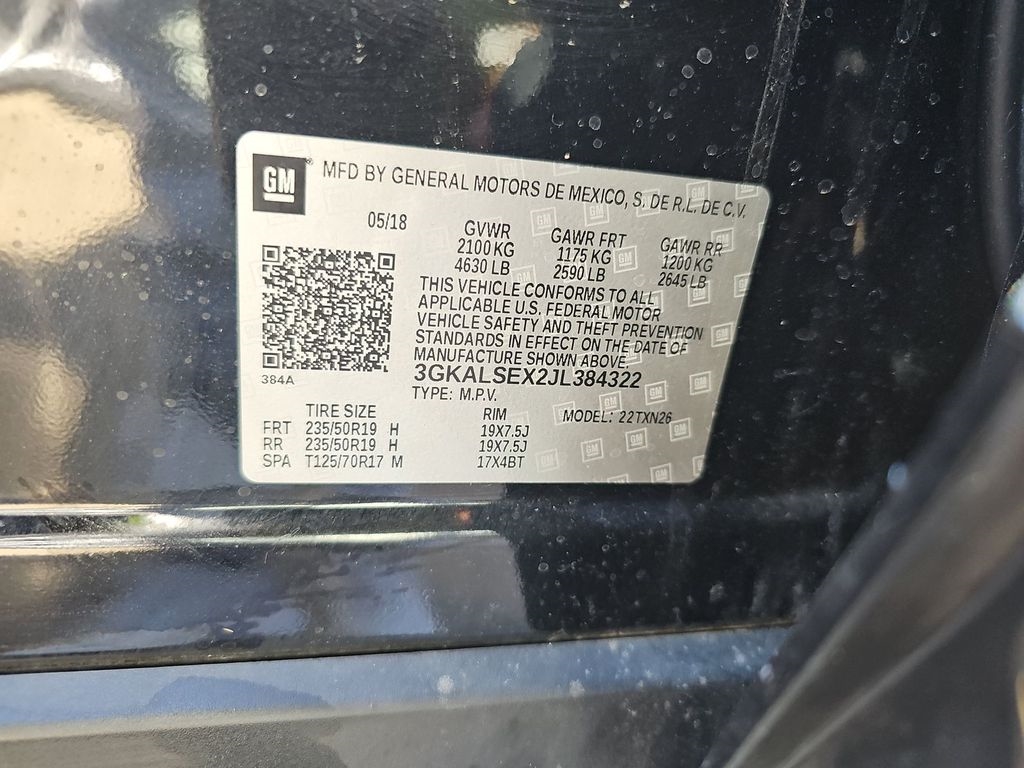 GM MFD BY GENERAL MOTORS DE MEXICO, S. DE R.L. DE C.V.
05/18 GVWR GAWR FRT GAWR RR
2100 KG 1175 KG 1200 KG
4630 LB 2590 LB 2645 LB
THIS VEHICLE CONFORMS TO ALL
APPLICABLE U.S. FEDERAL MOTOR
VEHICLE SAFETY AND THEFT PREVENTION
STANDARDS IN EFFECT ON THE DATE OF
MANUFACTURE SHOWN ABOVE.
3GKALSEX2JL384322
384A
TYPE: M.P.V.
TIRE SIZE RIM MODEL: 22TXN26
FRT 235/50R19 H 19X7.5J
RR 235/50R19 H 19X7.5J
SPA T125/70R17 M 17X4BT